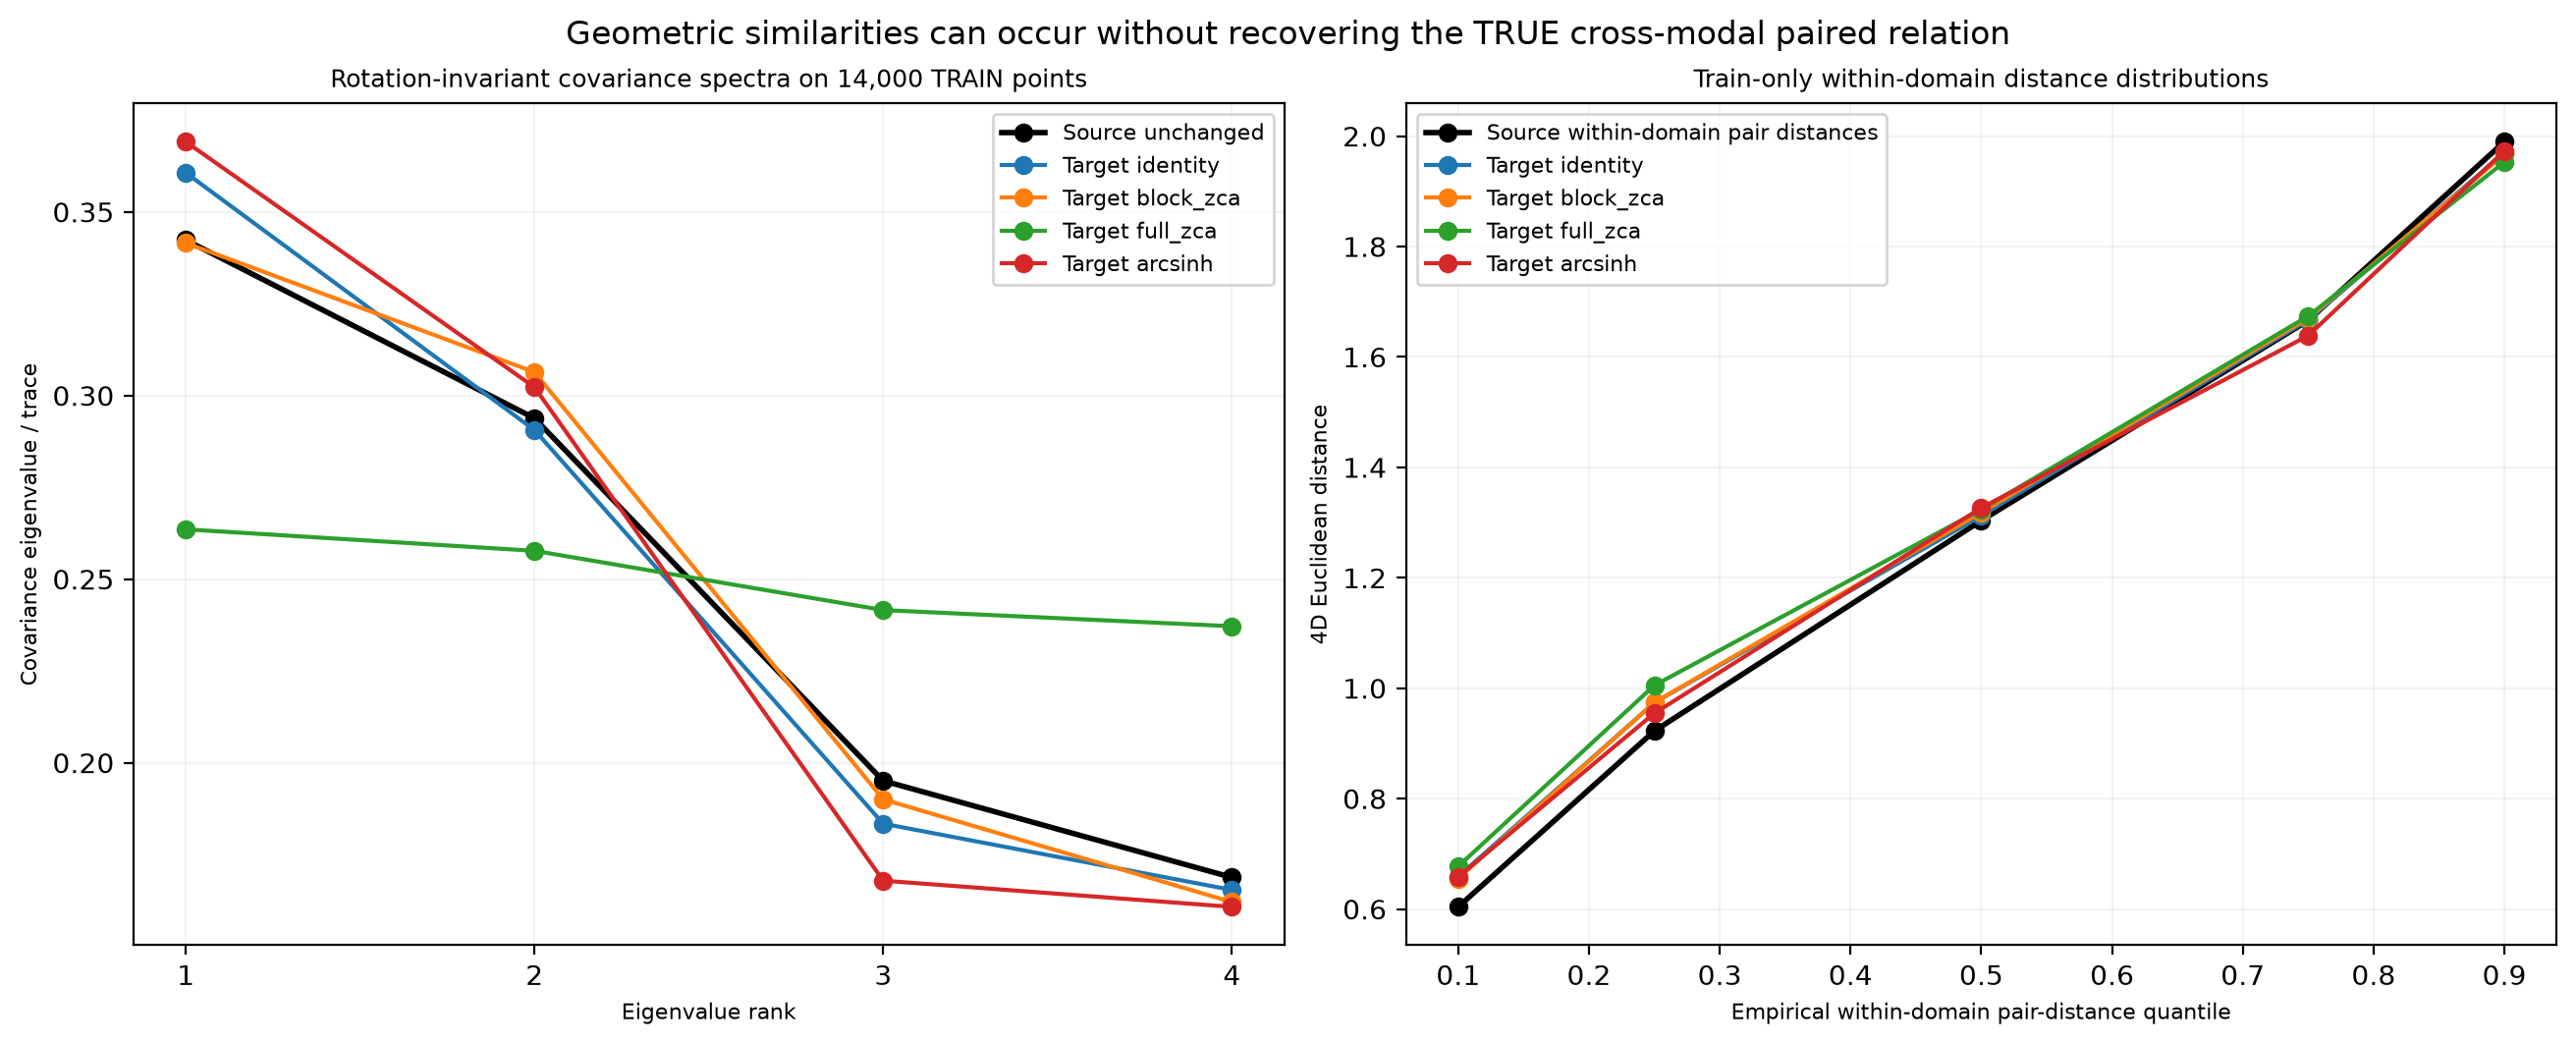 Geometric similarities can occur without recovering the TRUE cross-modal paired relation
Rotation-invariant covariance spectra on 14,000 TRAIN points
Covariance eigenvalue / trace
0.35
0.30
0.25
0.20
Source unchanged
Target identity
Target block_zca
Target full_zca
Target arcsinh
1
2
3
4
Eigenvalue rank
Train-only within-domain distance distributions
4D Euclidean distance
2.0
1.8
1.6
1.4
1.2
1.0
0.8
0.6
Source within-domain pair distances
Target identity
Target block_zca
Target full_zca
Target arcsinh
0.1
0.2
0.3
0.4
0.5
0.6
0.7
0.8
0.9
Empirical within-domain pair-distance quantile